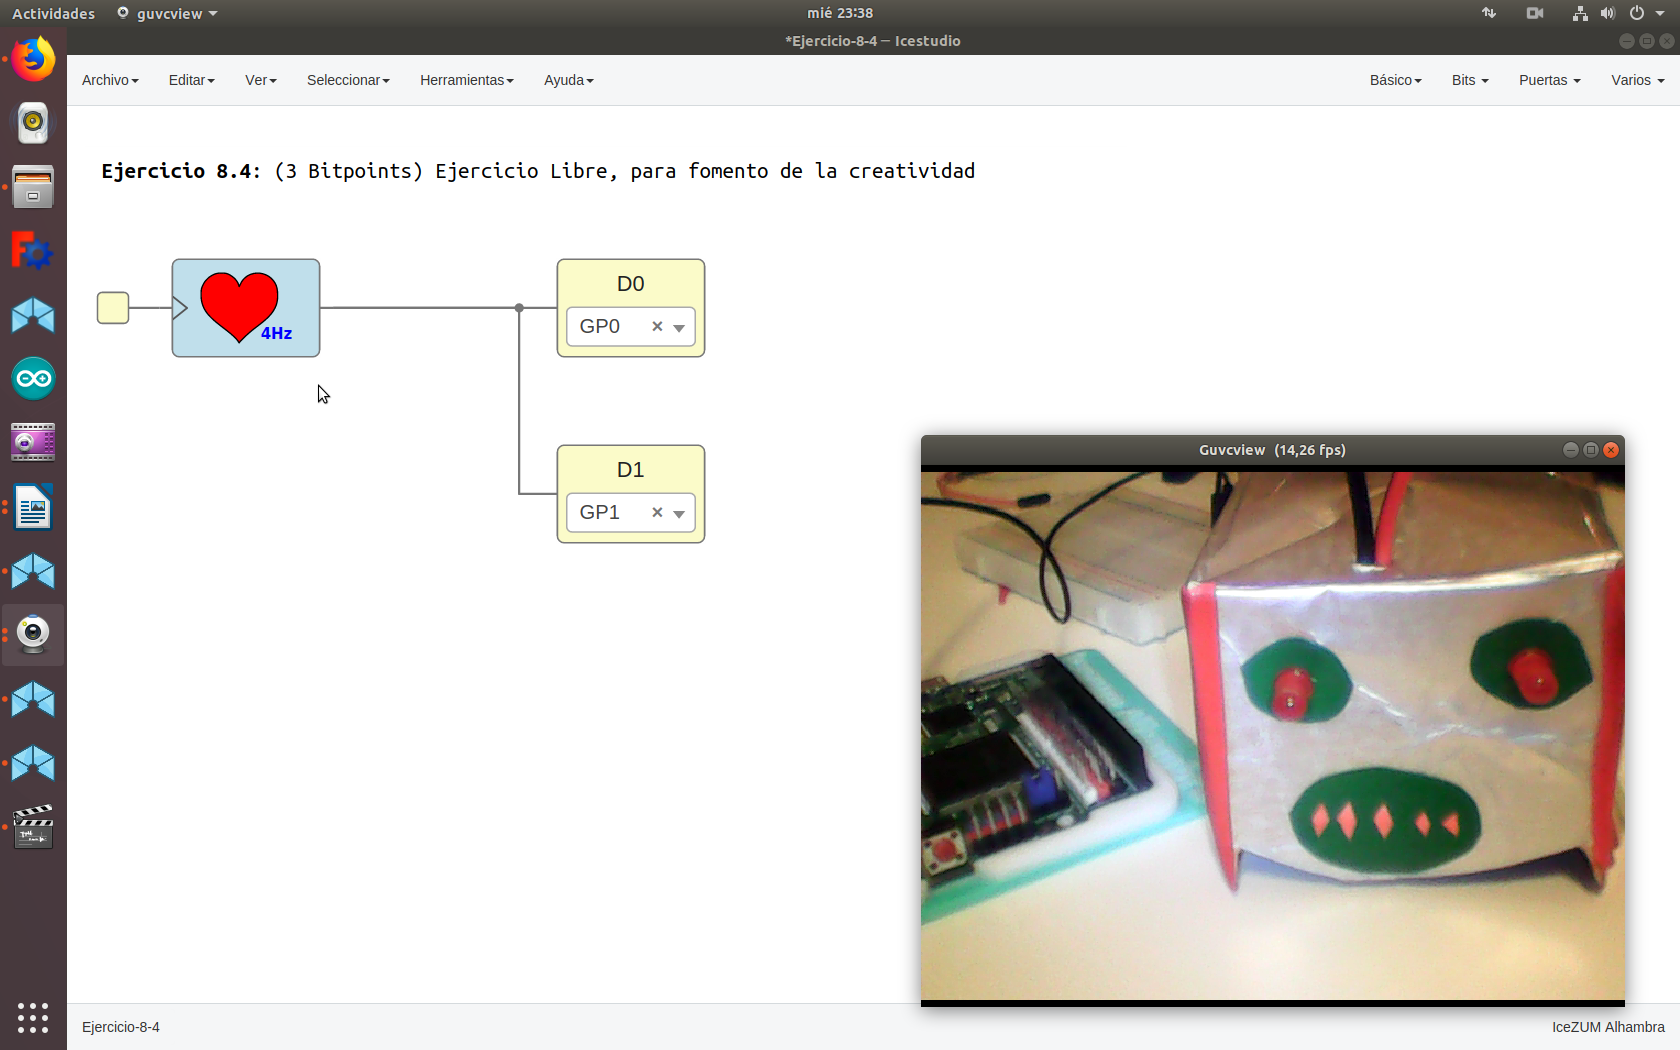 Actividades guvcview mié 23:38
*Ejercicio-8-4 – Icestudio
Archivo Editar Ver Seleccionar Herramientas Ayuda Básico Bits Puertas Varios
Ejercicio 8.4: (3 Bitpoints) Ejercicio Libre, para fomento de la creatividad
4Hz
D0
GP0
D1
GP1
Guvcview (14,26 fps)
Ejercicio-8-4 IceZUM Alhambra